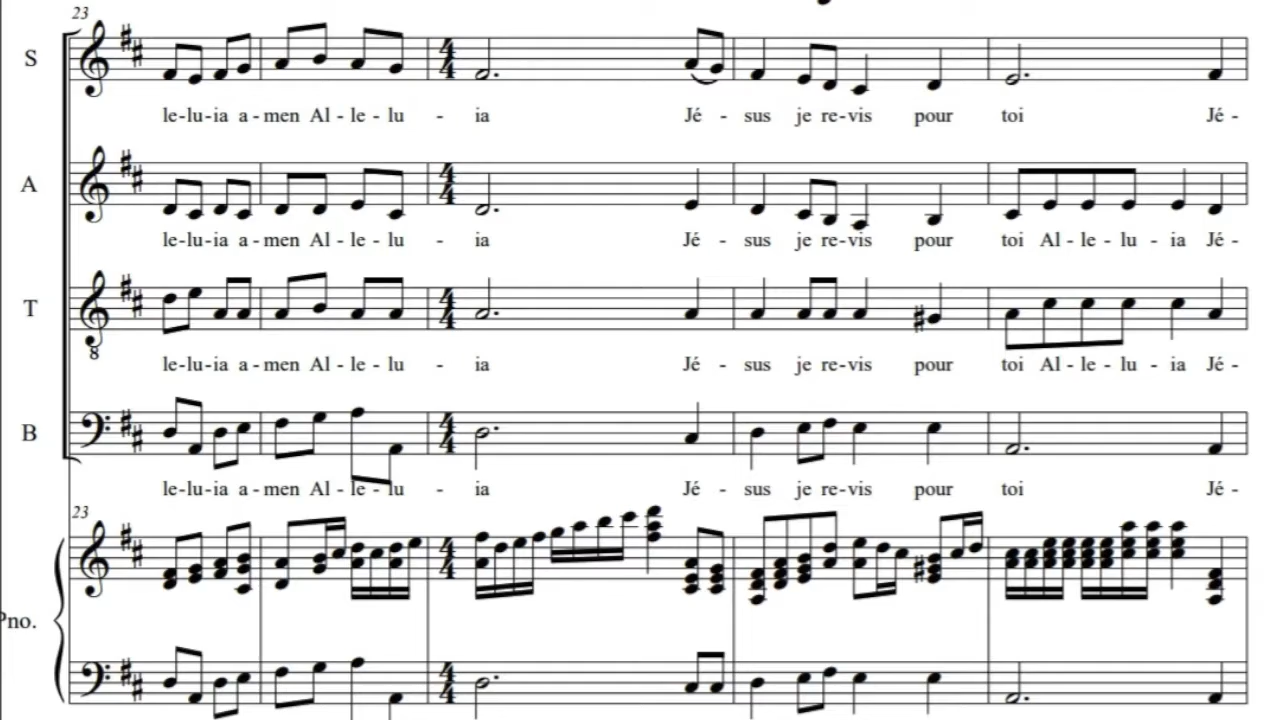 23
S
le-lu-ia a-men Al - le - lu - ia Jé - sus je re-vis pour toi Jé -
A
le-lu-ia a-men Al - le - lu - ia Jé - sus je re-vis pour toi Al - le - lu - ia Jé -
T
8
le-lu-ia a-men Al - le - lu - ia Jé - sus je re-vis pour toi Al - le - lu - ia Jé -
B
le-lu-ia a-men Al - le - lu - ia Jé - sus je re-vis pour toi Jé -
23
Pno.